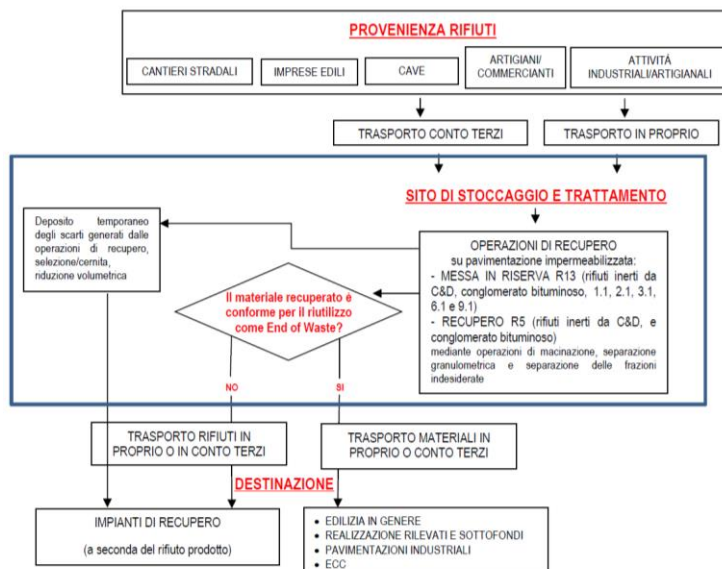 PROVENIENZA RIFIUTI
CANTIERI STRADALI
IMPRESE EDILI
CAVE
ARTIGIANI/
COMMERCIANTI
ATTIVITÁ
INDUSTRIALI/ARTIGIANALI
TRASPORTO CONTO TERZI
TRASPORTO IN PROPRIO
SITO DI STOCCAGGIO E TRATTAMENTO
Deposito temporaneo
degli scarti generati dalle
operazioni di recupero,
selezione/cernita,
riduzione volumetrica
OPERAZIONI DI RECUPERO
su pavimentazione impermeabilizzata:
- MESSA IN RISERVA R13 (rifiuti inerti da
C&D, conglomerato bituminoso, 1.1, 2.1, 3.1,
6.1 e 9.1)
- RECUPERO R5 (rifiuti inerti da C&D, e
conglomerato bituminoso)
mediante operazioni di macinazione, separazione
granulometrica e separazione delle frazioni
indesiderate
Il materiale recuperato è
conforme per il riutilizzo
come End of Waste?
NO
SI
TRASPORTO RIFIUTI IN
PROPRIO O IN CONTO TERZI
TRASPORTO MATERIALI IN
PROPRIO O CONTO TERZI
DESTINAZIONE
IMPIANTI DI RECUPERO
(a seconda del rifiuto prodotto)
• EDILIZIA IN GENERE
• REALIZZAZIONE RILEVATI E SOTTOFONDI
• PAVIMENTAZIONI INDUSTRIALI
• ECC